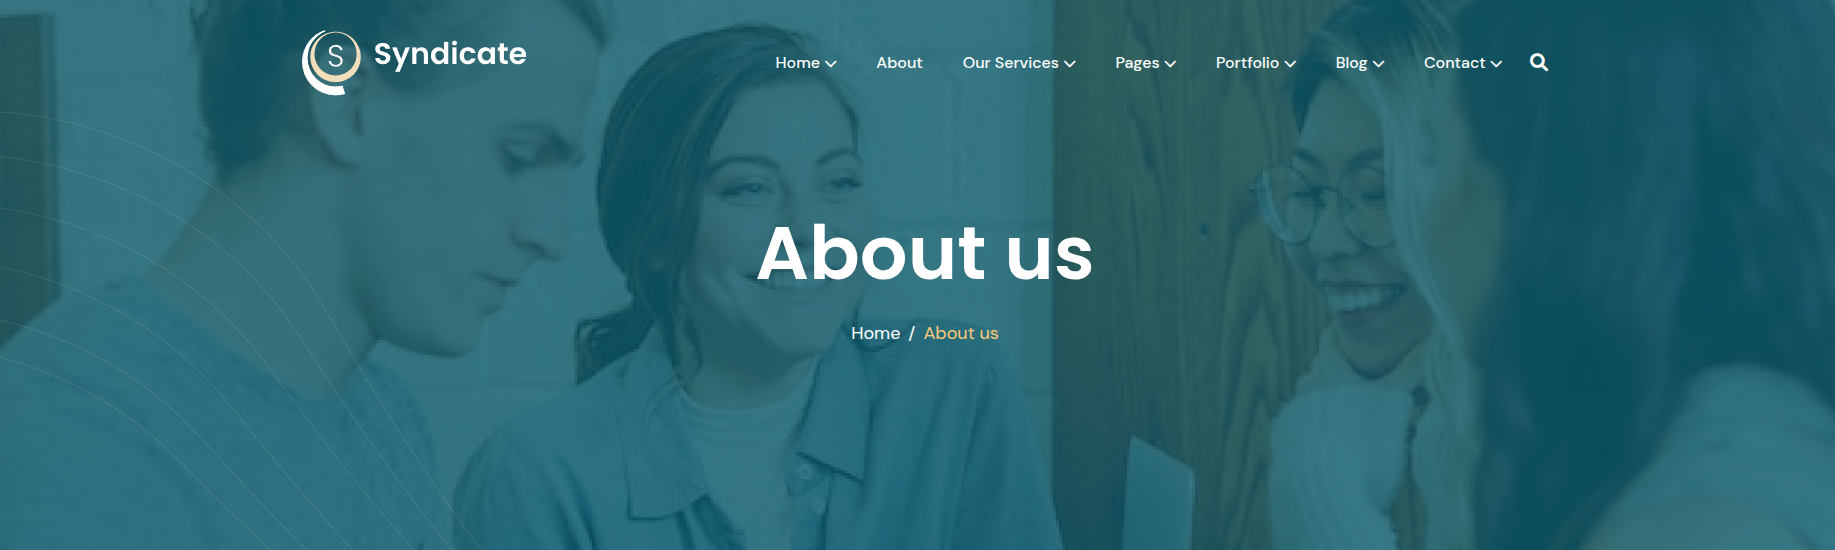 S Syndicate
Home About Our Services Pages Portfolio Blog Contact
About us
Home / About us